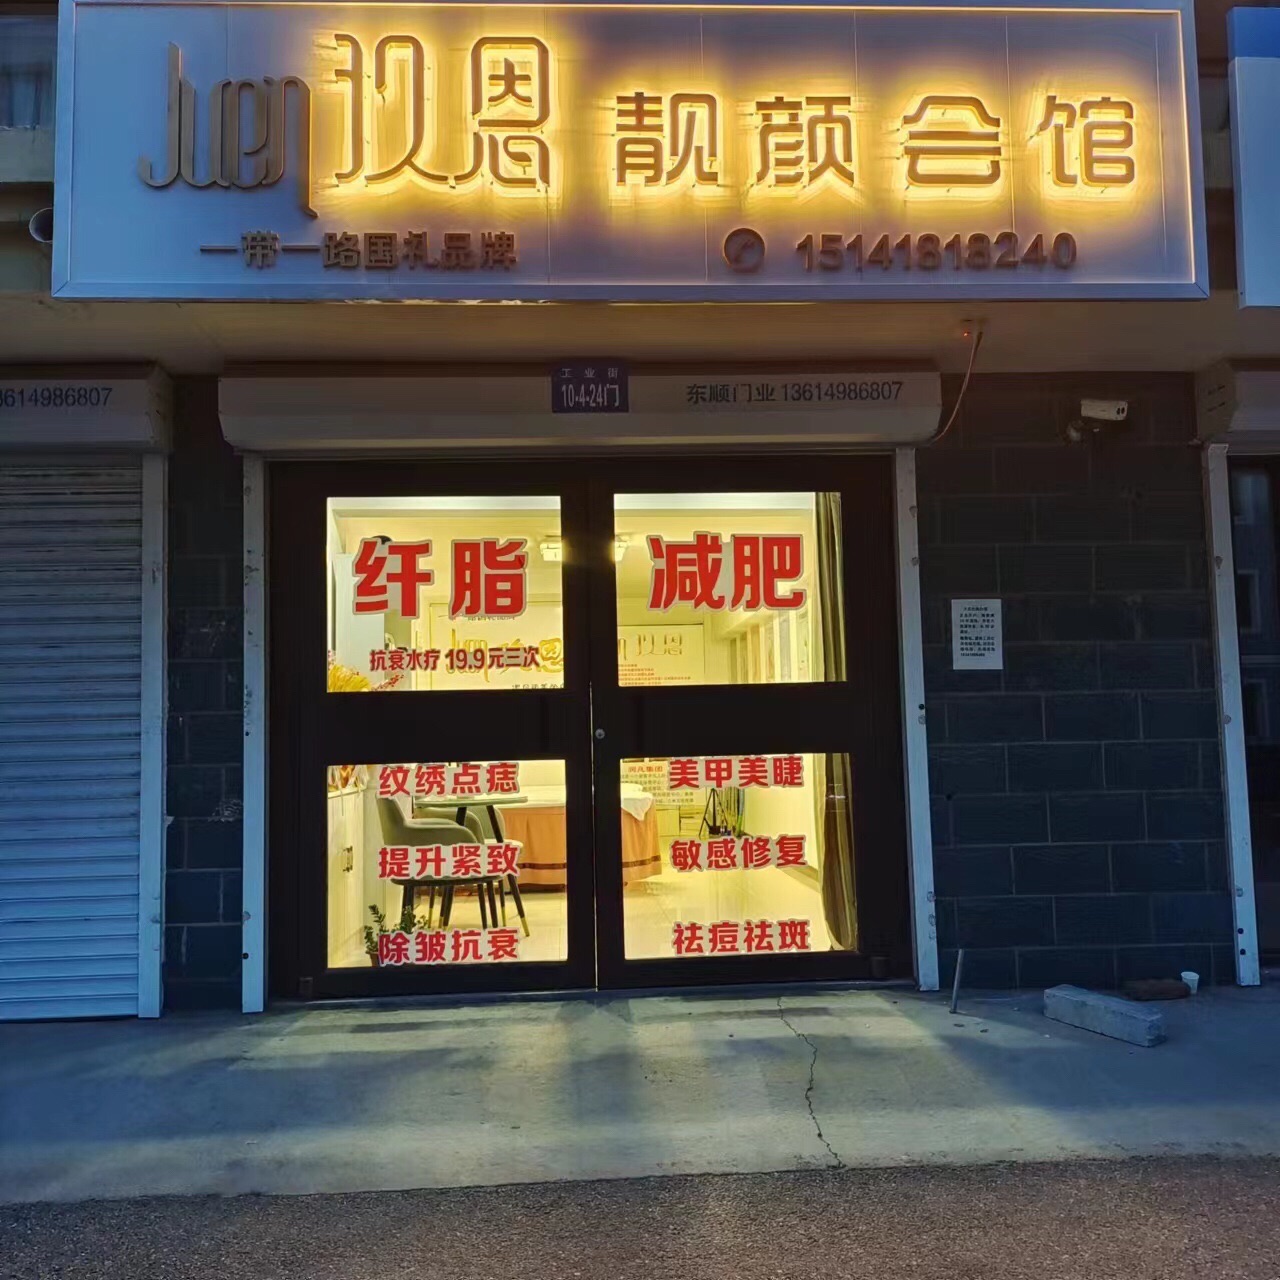 Juen 玖恩 靓颜会馆
一带一路国礼品牌
15141818240
工业街
10-4-24门
东顺门业 13614986807
3614986807
纤脂 减肥
抗衰水疗 19.9元三次
纹绣点痣 美甲美睫
提升紧致 敏感修复
除皱抗衰 祛痘祛斑